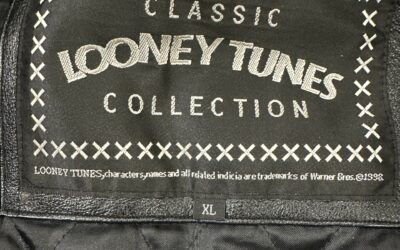 CLASSIC
LOONEY TUNES
COLLECTION
LOONEY TUNES,characters,names and all related indicia are trademarks of Warner Bros.©1998
XL